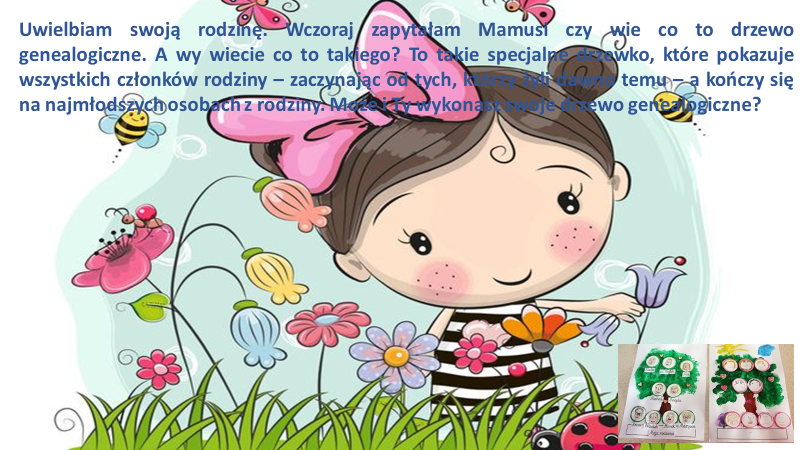 Uwielbiam swoją rodzinę. Wczoraj zapytałam Mamusi czy wie co to drzewo
genealogiczne. A wy wiecie co to takiego? To takie specjalne drzewko, które pokazuje
wszystkich członków rodziny – zaczynając od tych, którzy żyli dawno temu – a kończy się
na najmłodszych osobach z rodziny. Może i Ty wykonasz swoje drzewo genealogiczne?